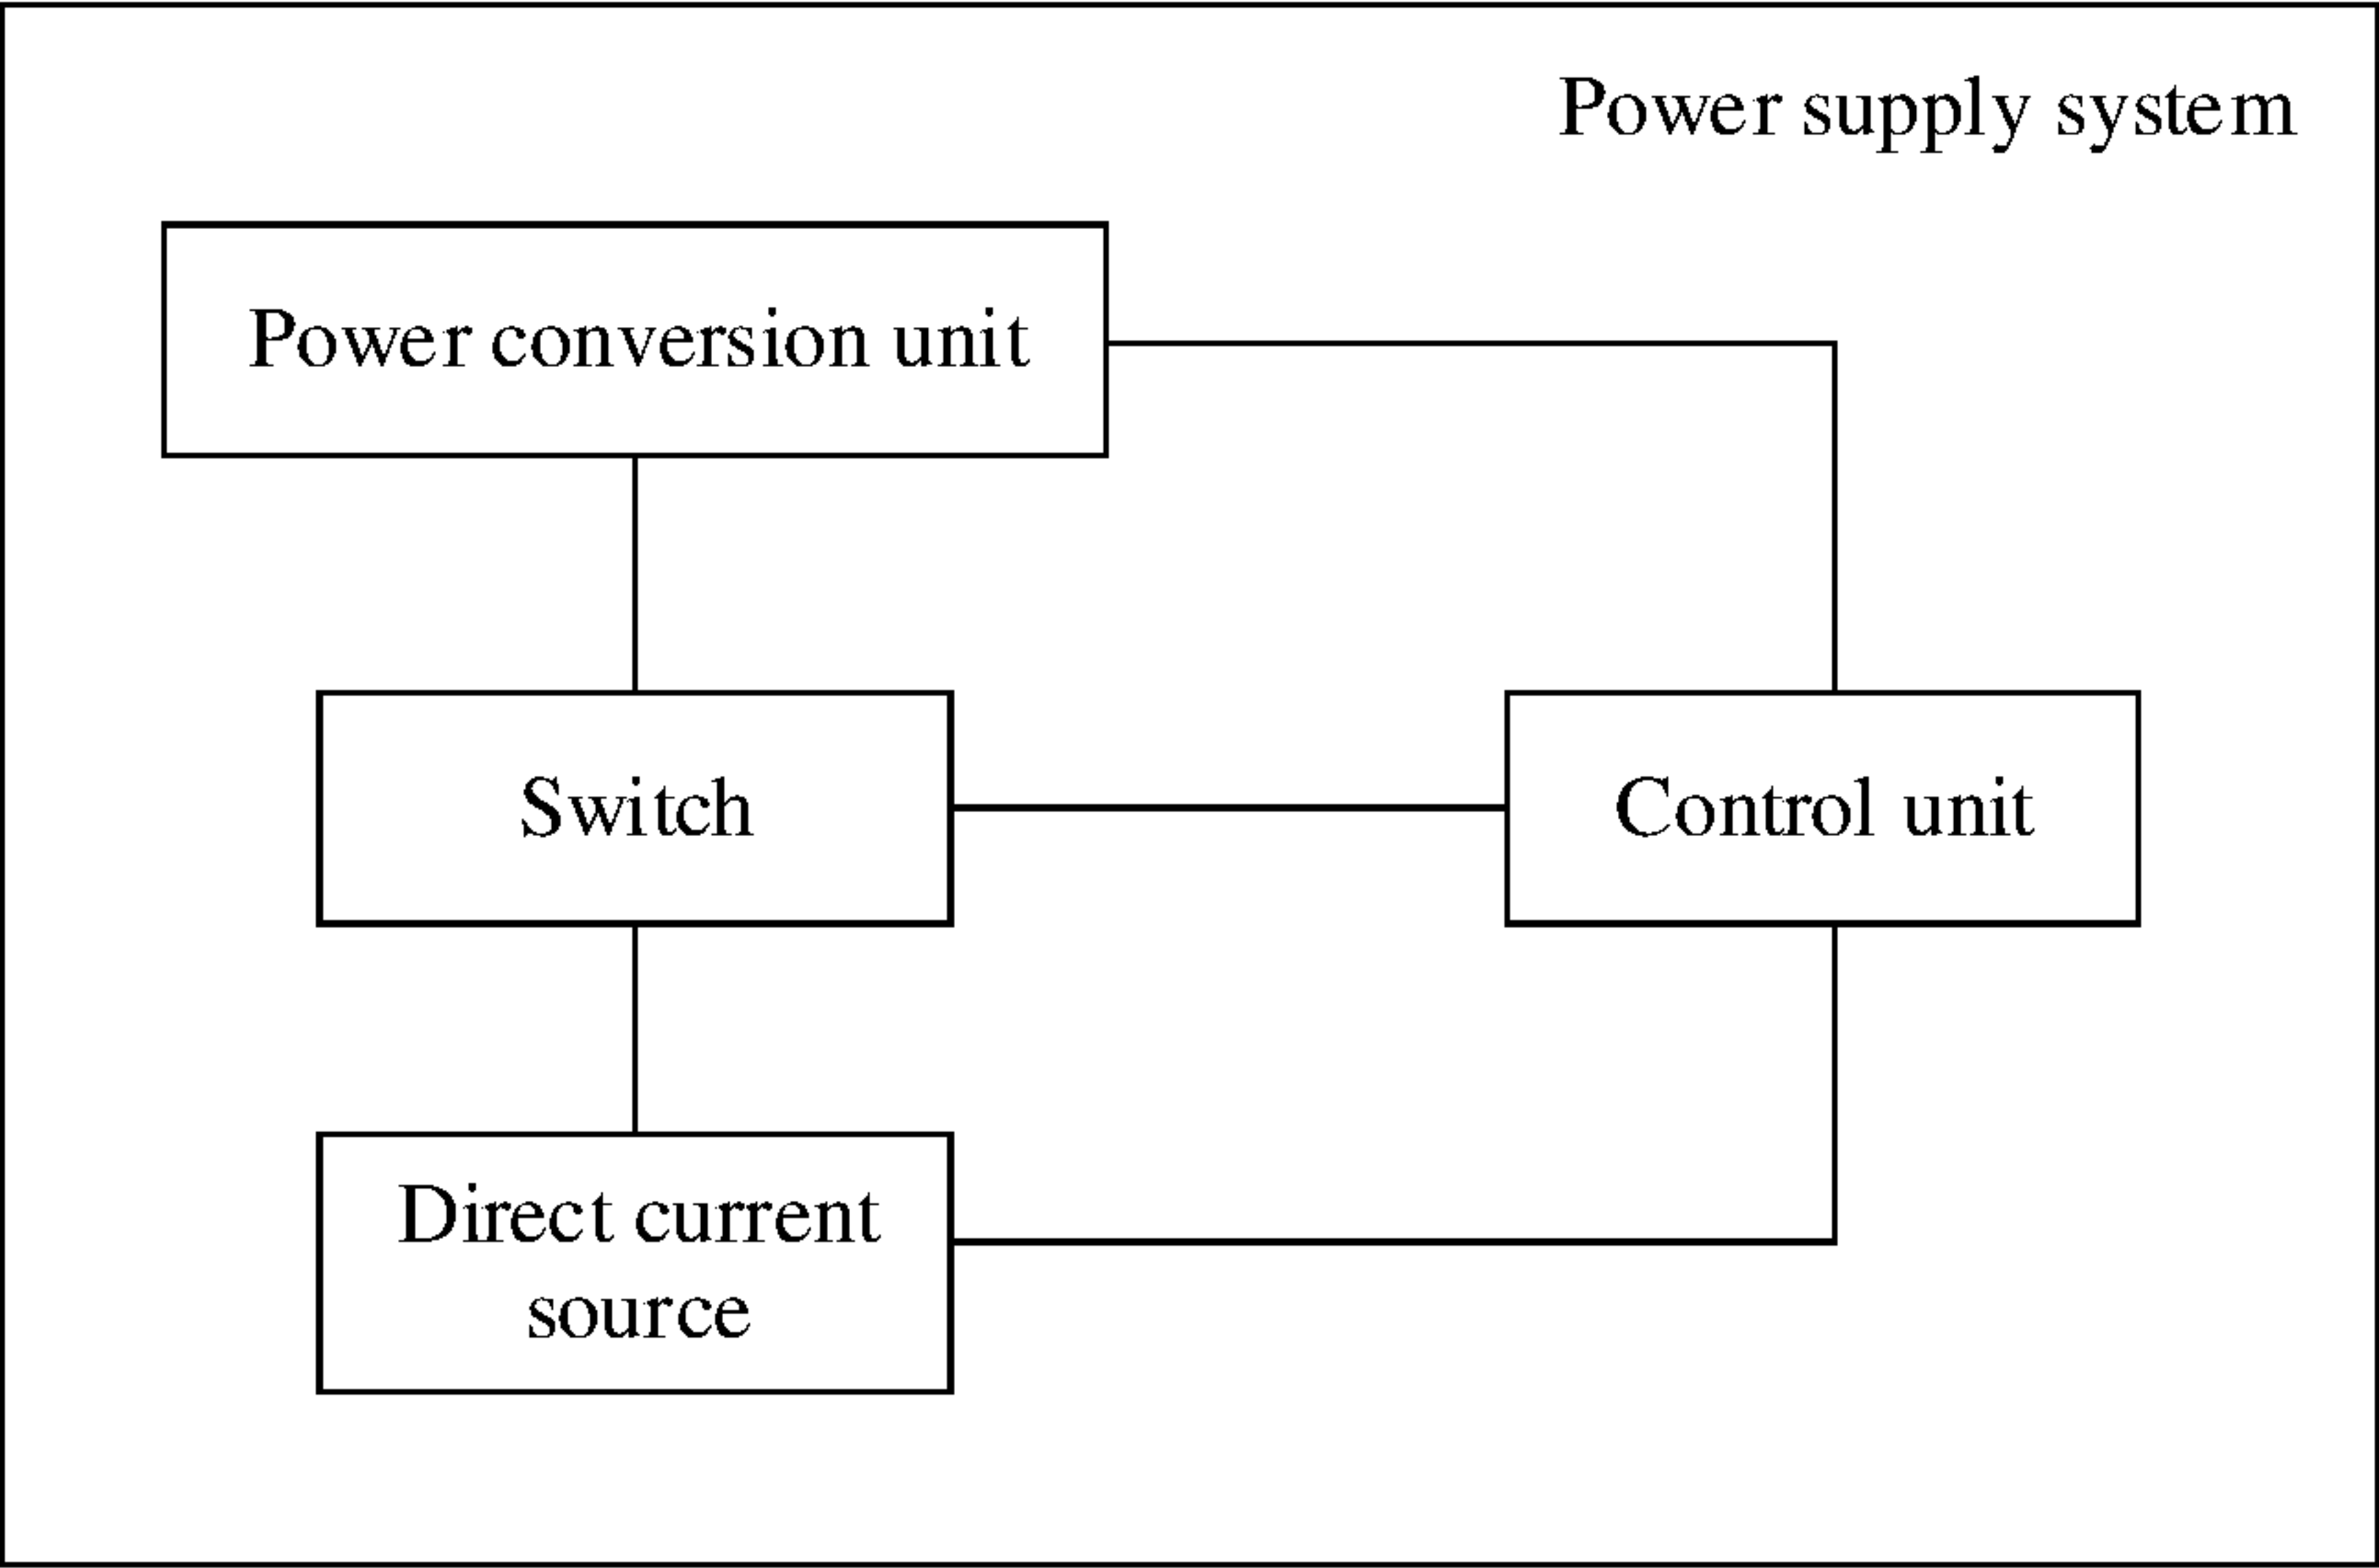 Power supply system
Power conversion unit
Switch
Control unit
Direct current
source